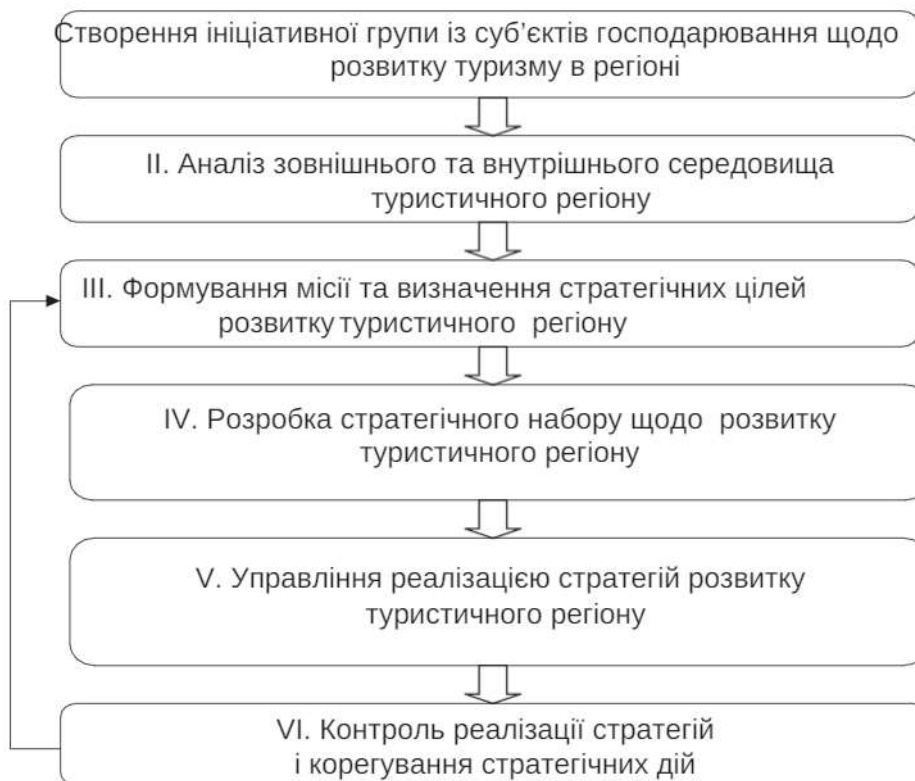 Створення ініціативної групи із суб’єктів господарювання щодо
розвитку туризму в регіоні
II. Аналіз зовнішнього та внутрішнього середовища
туристичного регіону
III. Формування місії та визначення стратегічних цілей
розвитку туристичного регіону
IV. Розробка стратегічного набору щодо розвитку
туристичного регіону
V. Управління реалізацією стратегій розвитку
туристичного регіону
VI. Контроль реалізації стратегій
і корегування стратегічних дій